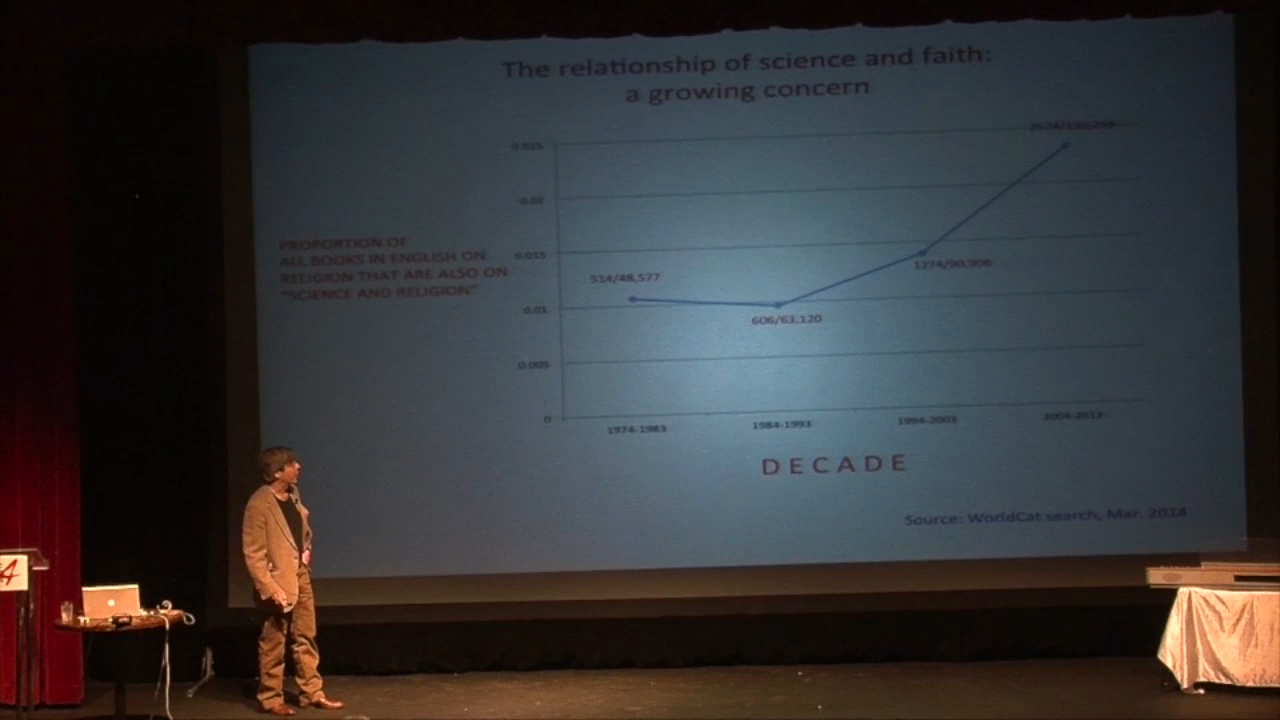 The relationship of science and faith:
a growing concern
PROPORTION OF
ALL BOOKS IN ENGLISH ON
RELIGION THAT ARE ALSO ON
"SCIENCE AND RELIGION"
0.025
0.02
0.015
0.01
0.005
0
514/48,577
606/63,120
1274/90,906
1974-1983
1984-1993
1994-2003
2004-2013
DECADE
Source: WorldCat search, Mar. 2014